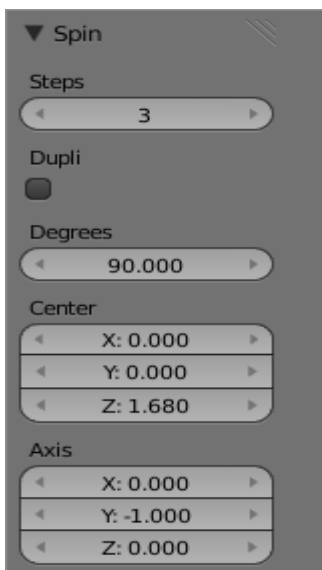 Spin
Steps
3
Dupli
Degrees
90.000
Center
X: 0.000
Y: 0.000
Z: 1.680
Axis
X: 0.000
Y: -1.000
Z: 0.000